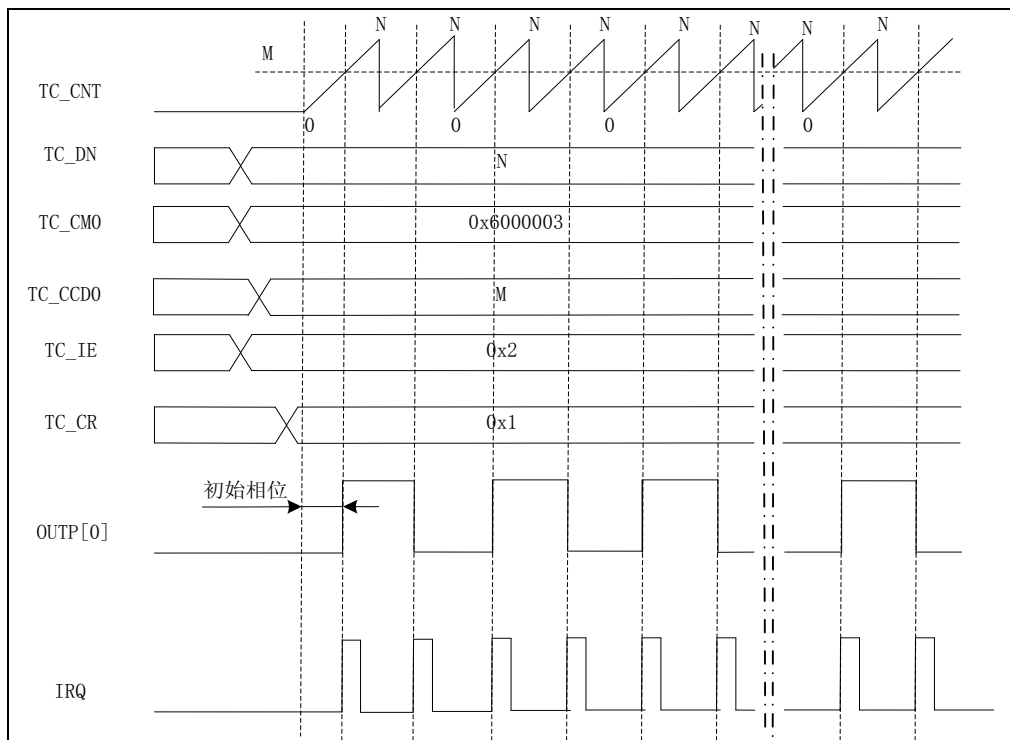 N N N N N N N
M
TC_CNT
0 0 0 0
TC_DN
N
TC_CM0
0x6000003
TC_CCD0
M
TC_IE
0x2
TC_CR
0x1
初始相位
OUTP[0]
IRQ